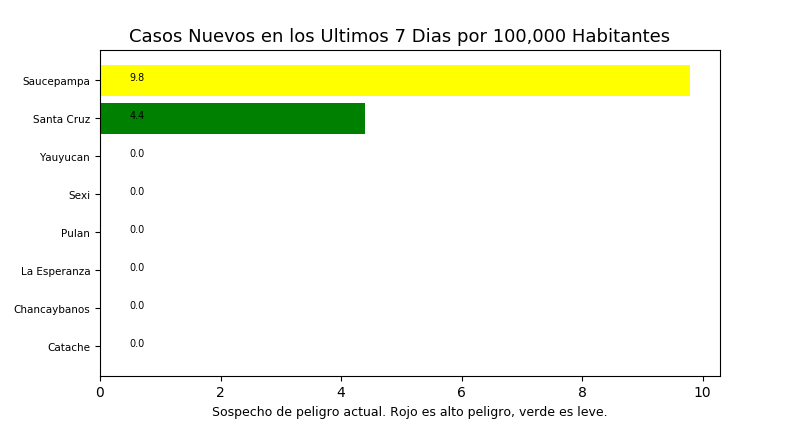 Casos Nuevos en los Ultimos 7 Dias por 100,000 Habitantes
Saucepampa 9.8
Santa Cruz 4.4
Yauyucan 0.0
Sexi 0.0
Pulan 0.0
La Esperanza 0.0
Chancaybanos 0.0
Catache 0.0
0 2 4 6 8 10
Sospecho de peligro actual. Rojo es alto peligro, verde es leve.